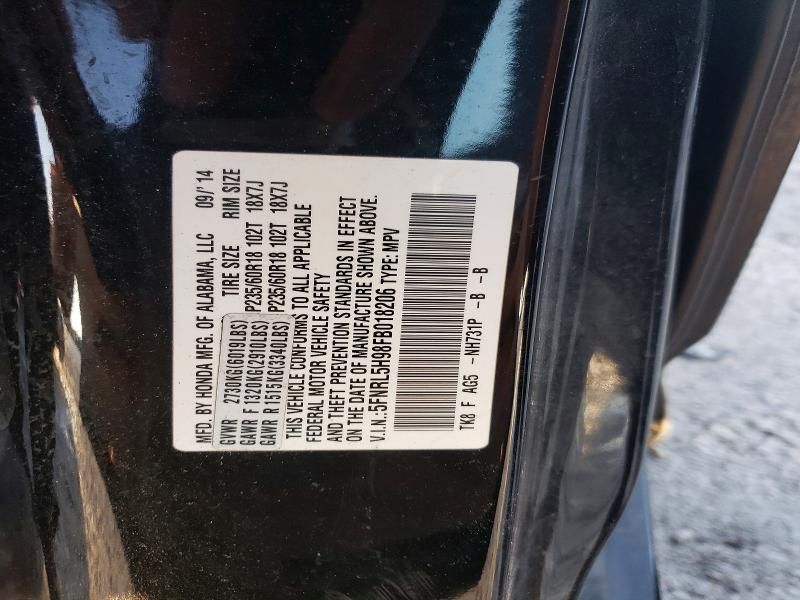 MFD. BY HONDA MFG. OF ALABAMA, LLC 09/' 14
GVWR 2730KG(6019LBS) TIRE SIZE RIM SIZE
GAWR F 1320KG(2910LBS) P235/60R18 102T 18X7J
GAWR R 1515KG(3340LBS) P235/60R18 102T 18X7J
THIS VEHICLE CONFORMS TO ALL APPLICABLE
FEDERAL MOTOR VEHICLE SAFETY
AND THEFT PREVENTION STANDARDS IN EFFECT
ON THE DATE OF MANUFACTURE SHOWN ABOVE.
V.I.N.:5FNRL5H98FB018206 TYPE: MPV
TK8 F AG5 -NH731P -B -B